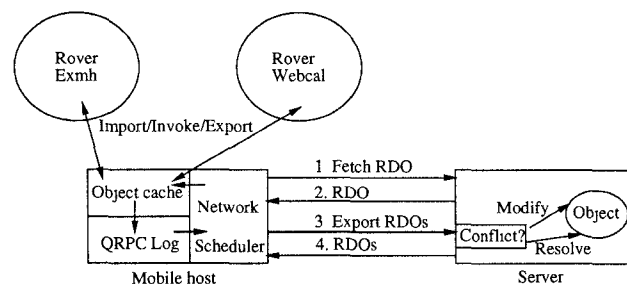 Rover
Exmh
Rover
Webcal
Import/Invoke/Export
Object cache
QRPC Log
Network
Scheduler
Mobile host
1 Fetch RDO
2. RDO
3 Export RDOs
4. RDOs
Conflict?
Modify
Resolve
Object
Server